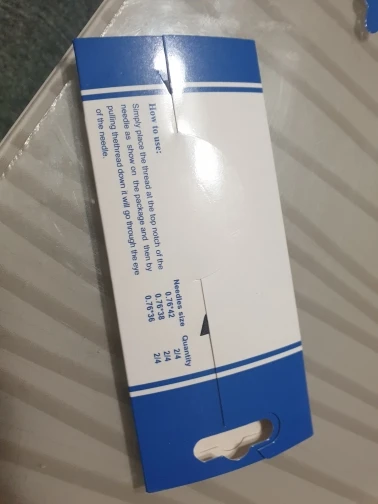 How to use:
Simply place the thread at the top notch of the
needle as show on the package and then by
pulling thethread down it will go through the eye
of the needle.
Needles size Quantity
0.76*42 2/4
0.76*38 2/4
0.76*36 2/4